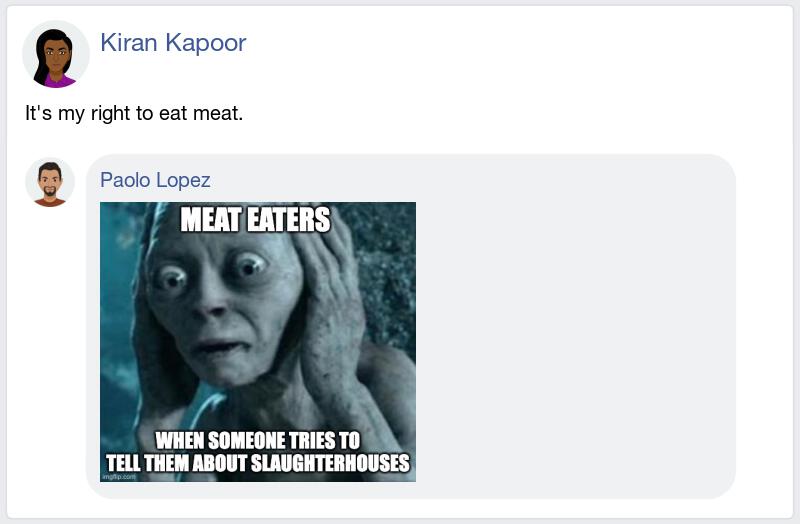 Kiran Kapoor
It's my right to eat meat.
Paolo Lopez
MEAT EATERS
WHEN SOMEONE TRIES TO
TELL THEM ABOUT SLAUGHTERHOUSES
imgflip.com